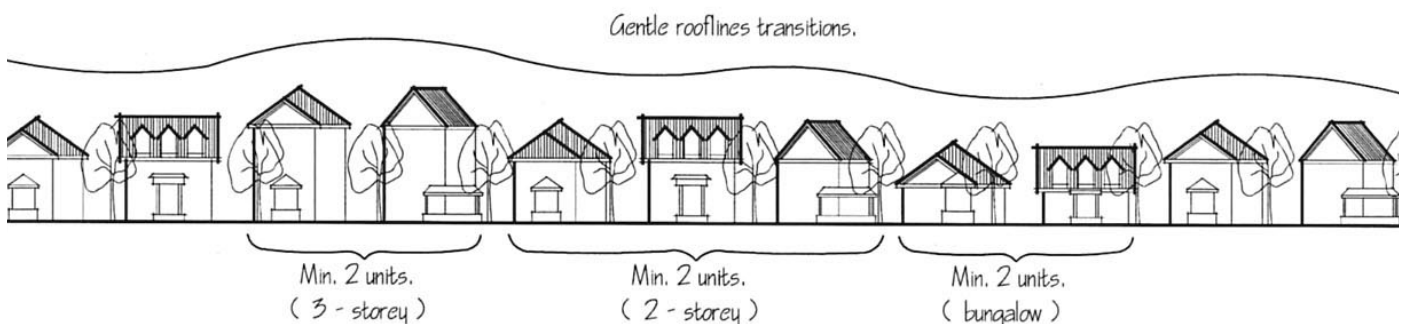 Gentle rooflines transitions.
Min. 2 units.
( 3 - storey )
Min. 2 units.
( 2 - storey )
Min. 2 units.
( bungalow )